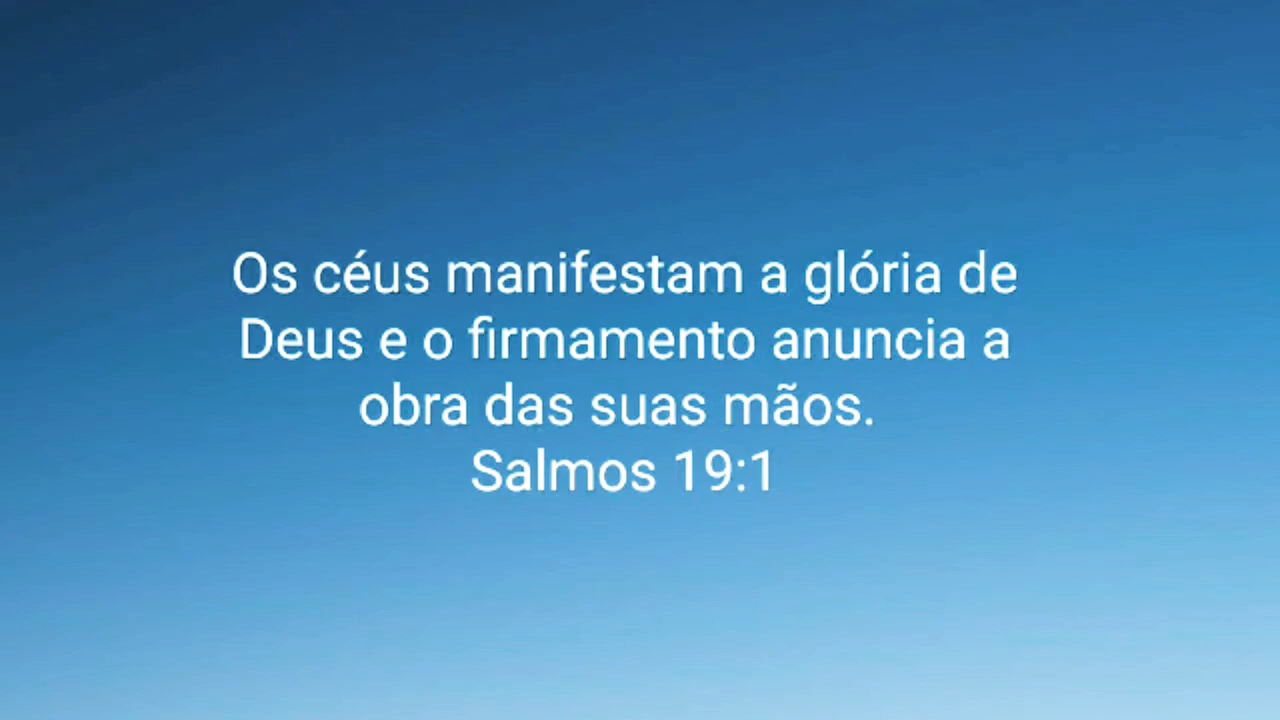 Os céus manifestam a glória de
Deus e o firmamento anuncia a
obra das suas mãos.
Salmos 19:1